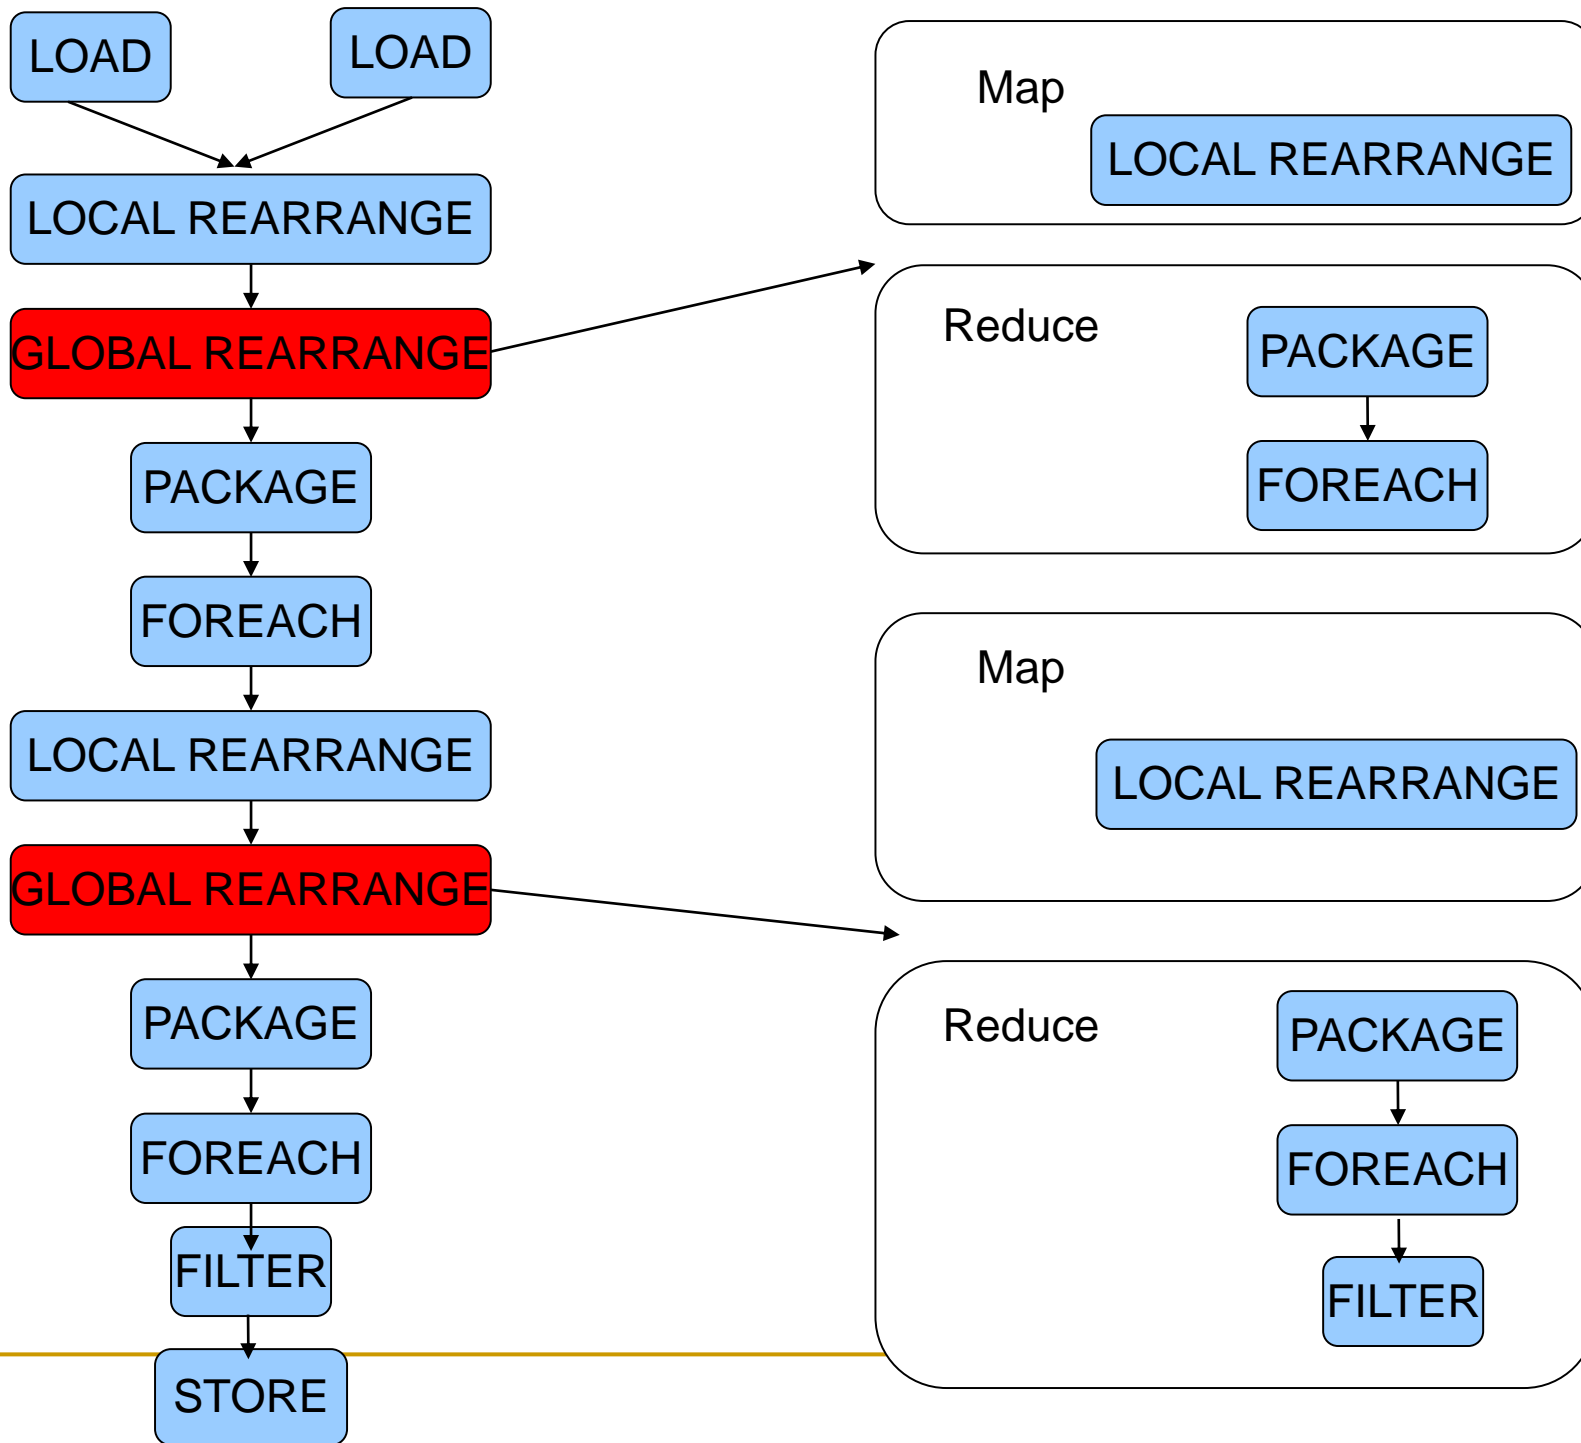 LOAD
LOAD
LOCAL REARRANGE
GLOBAL REARRANGE
PACKAGE
FOREACH
LOCAL REARRANGE
GLOBAL REARRANGE
PACKAGE
FOREACH
FILTER
STORE
Map
LOCAL REARRANGE
Reduce
PACKAGE
FOREACH
Map
LOCAL REARRANGE
Reduce
PACKAGE
FOREACH
FILTER